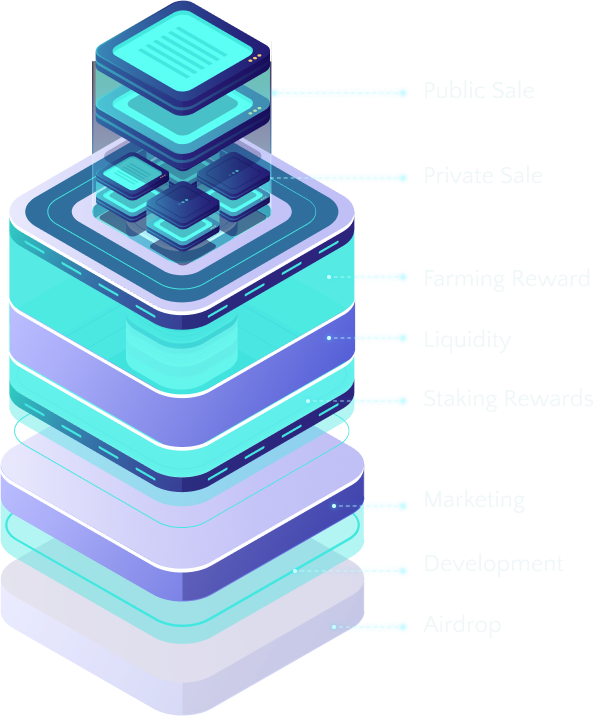 Public Sale
Private Sale
Farming Reward
Liquidity
Staking Rewards
Marketing
Development
Airdrop